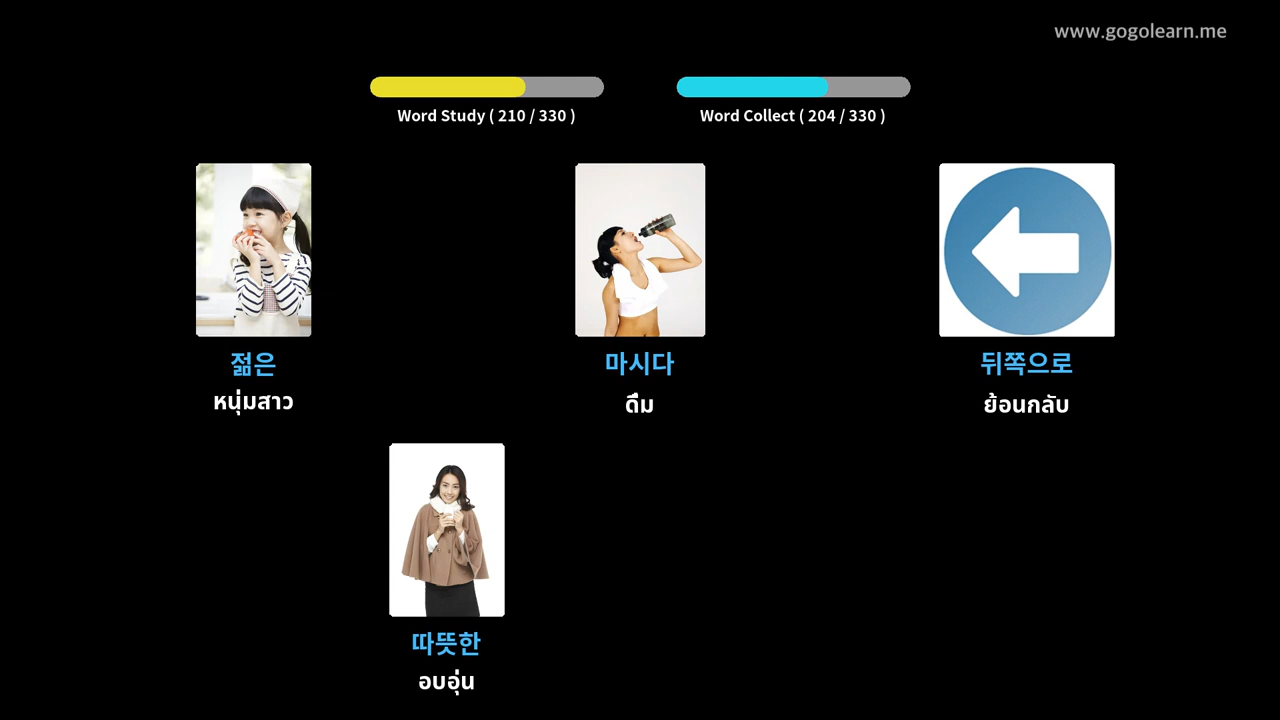 www.gogolearn.me
Word Study ( 210 / 330 )
Word Collect ( 204 / 330 )
젊은
마시다
뒤쪽으로
หนุ่มสาว
ดื่ม
ย้อนกลับ
따뜻한
อบอุ่น